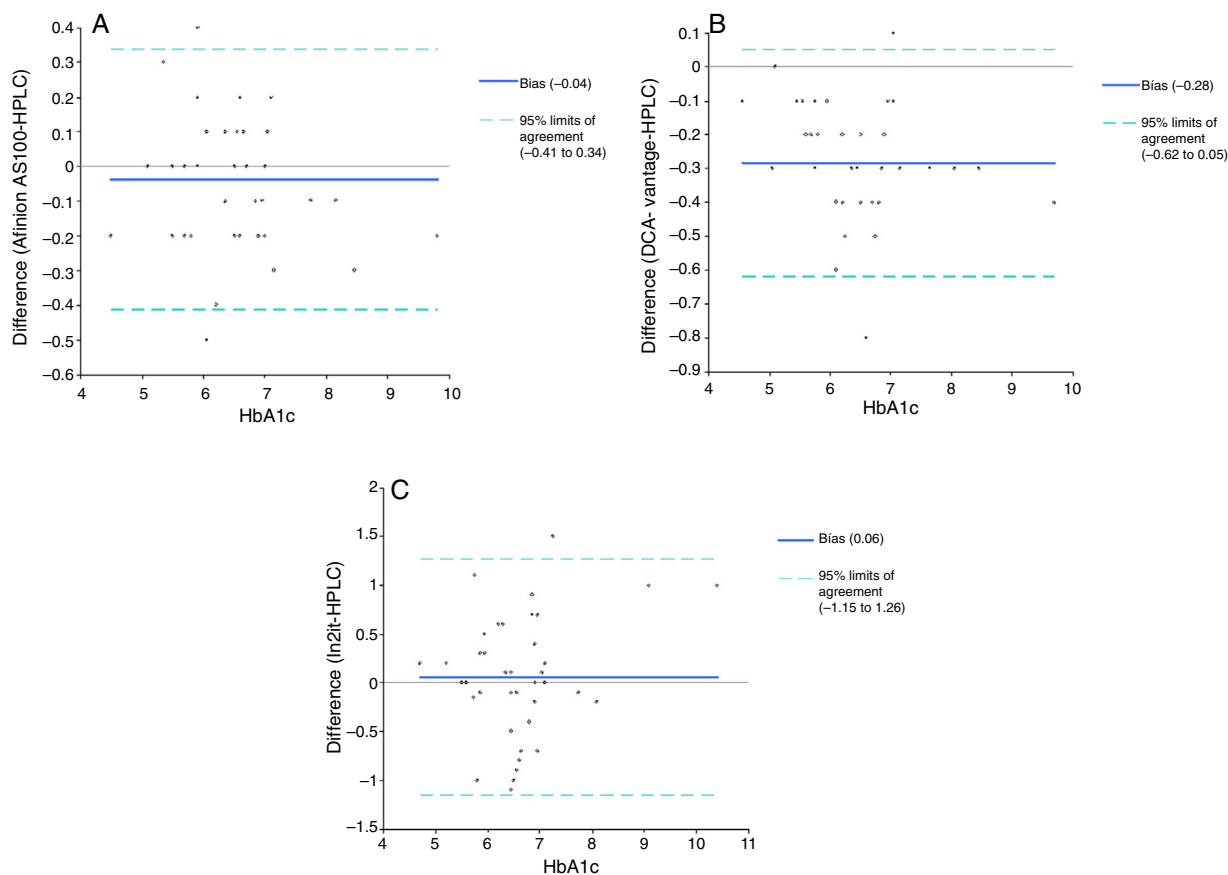 A
Difference (Afinion AS100-HPLC)
0.4
0.3
0.2
0.1
0
–0.1
–0.2
–0.3
–0.4
–0.5
–0.6
4 5 6 7 8 9 10
HbA1c
Bias (–0.04)
95% limits of
agreement
(–0.41 to 0.34)
B
Difference (DCA- vantage-HPLC)
0.1
0
–0.1
–0.2
–0.3
–0.4
–0.5
–0.6
–0.7
–0.8
–0.9
4 5 6 7 8 9 10
HbA1c
Bías (–0.28)
95% limits of
agreement
(–0.62 to 0.05)
C
Difference (In2it-HPLC)
2
1.5
1
0.5
0
–0.5
–1
–1.5
4 5 6 7 8 9 10 11
HbA1c
Bías (0.06)
95% limits of
agreement
(–1.15 to 1.26)